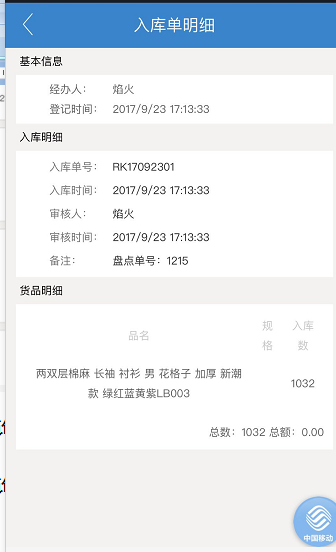 入库单明细
基本信息
经办人： 焰火
登记时间： 2017/9/23 17:13:33
入库明细
入库单号： RK17092301
入库时间： 2017/9/23 17:13:33
审核人： 焰火
审核时间： 2017/9/23 17:13:33
备注： 盘点单号：1215
货品明细
品名 规格 入库数
两双层棉麻 长袖 衬衫 男 花格子 加厚 新潮
款 绿红蓝黄紫LB003 1032
总数：1032 总额：0.00
中国移动